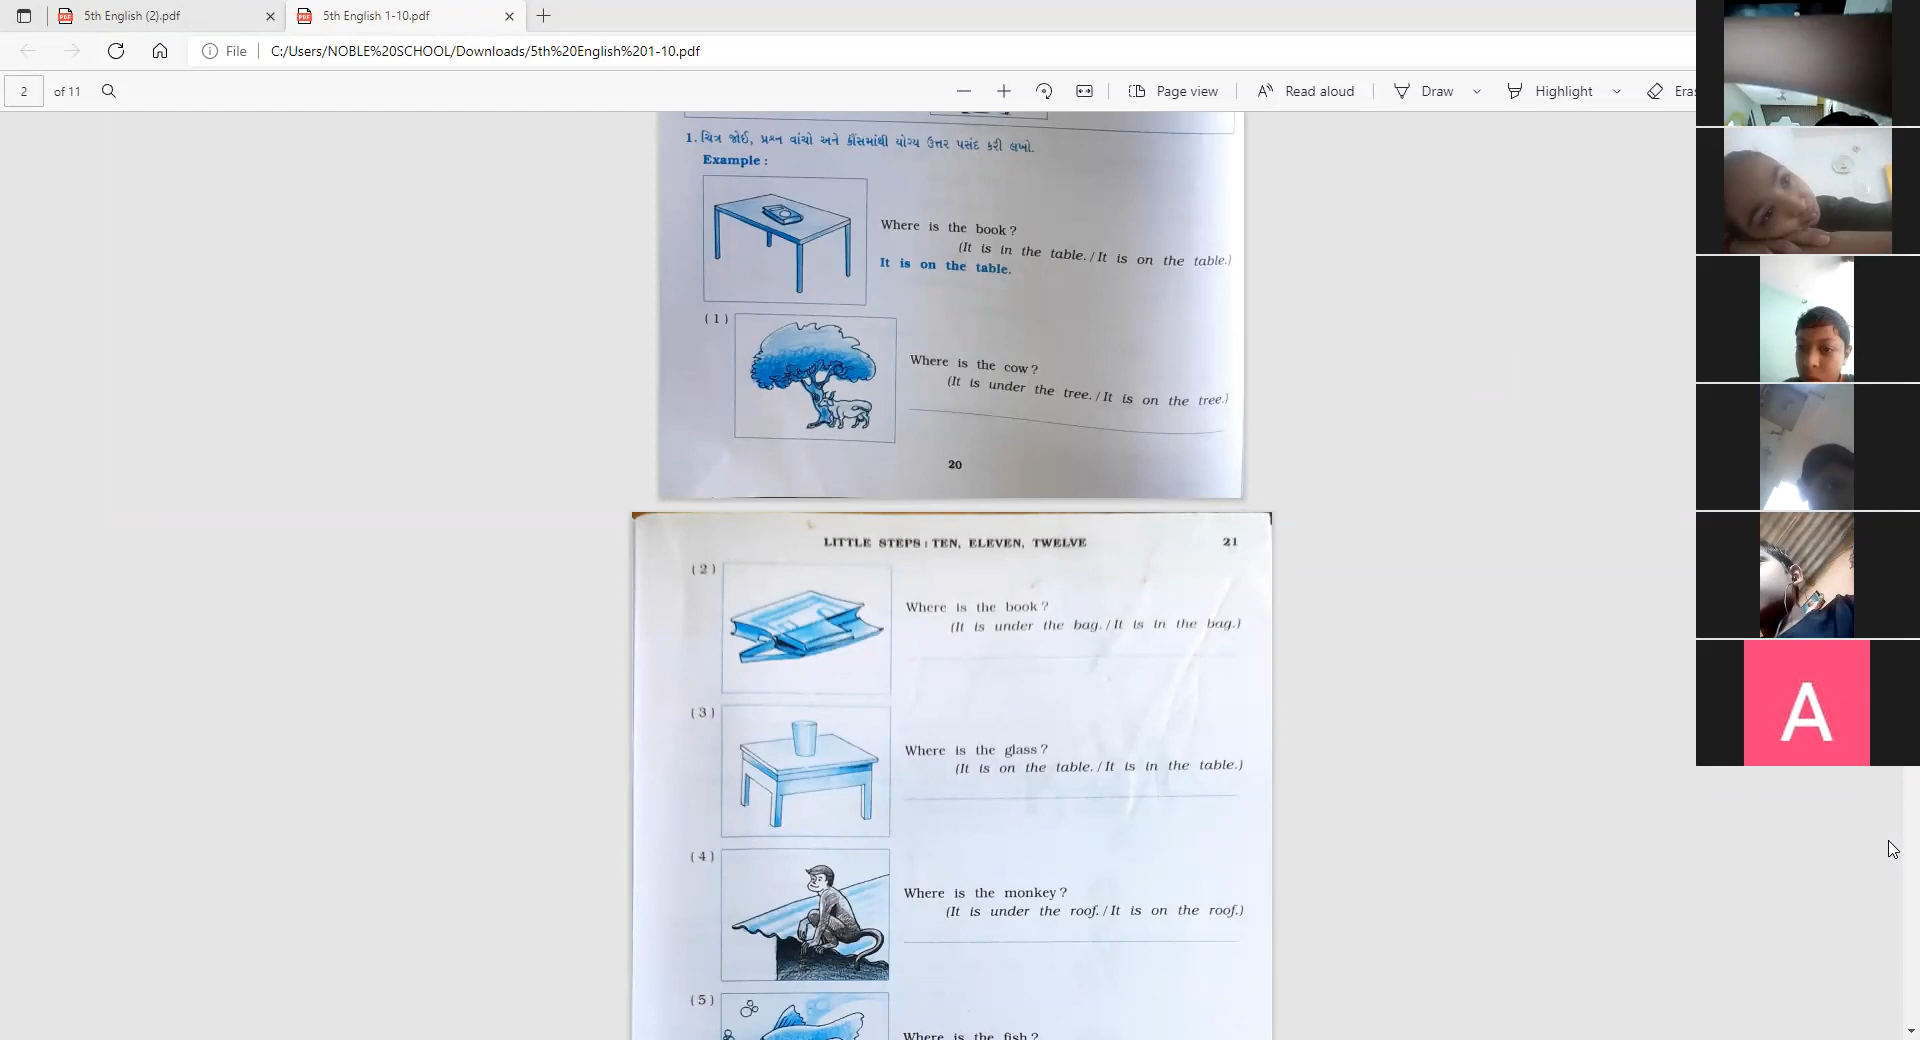 5th English (2).pdf
5th English 1-10.pdf
File
C:/Users/NOBLE%20SCHOOL/Downloads/5th%20English%201-10.pdf
2 of 11
Page view
Read aloud
Draw
Highlight
Eras
1. ચિત્ર જોઈ, પ્રશ્ન વાંચો અને કૌંસમાંથી યોગ્ય ઉત્તર પસંદ કરી લખો.
Example :
Where is the book ?
(It is in the table. / It is on the table.)
It is on the table.
(1)
Where is the cow ?
(It is under the tree. / It is on the tree.)
20
LITTLE STEPS : TEN, ELEVEN, TWELVE 21
(2)
Where is the book ?
(It is under the bag. / It is in the bag.)
(3)
Where is the glass ?
(It is on the table. / It is in the table.)
(4)
Where is the monkey ?
(It is under the roof. / It is on the roof.)
(5)
Where is the fish ?
A